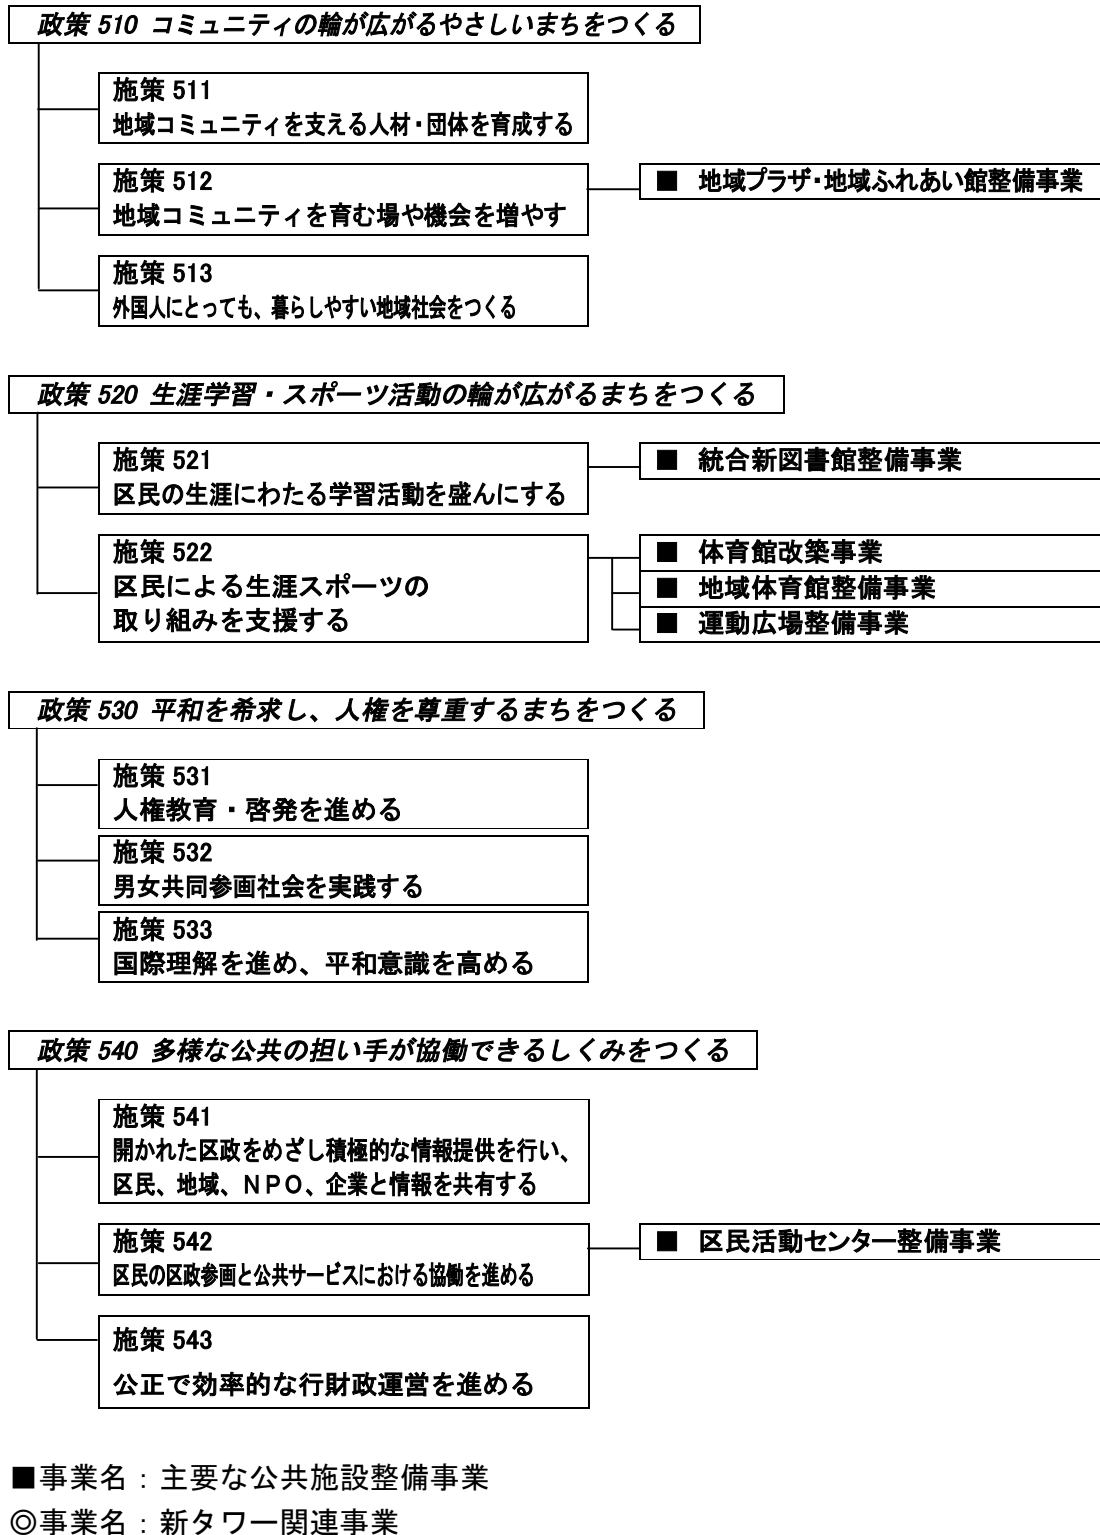 政策 510 コミュニティの輪が広がるやさしいまちをつくる
施策 511
地域コミュニティを支える人材・団体を育成する
施策 512
地域コミュニティを育む場や機会を増やす
■ 地域プラザ・地域ふれあい館整備事業
施策 513
外国人にとっても、暮らしやすい地域社会をつくる
政策 520 生涯学習・スポーツ活動の輪が広がるまちをつくる
施策 521
区民の生涯にわたる学習活動を盛んにする
■ 統合新図書館整備事業
施策 522
区民による生涯スポーツの
取り組みを支援する
■ 体育館改築事業
■ 地域体育館整備事業
■ 運動広場整備事業
政策 530 平和を希求し、人権を尊重するまちをつくる
施策 531
人権教育・啓発を進める
施策 532
男女共同参画社会を実践する
施策 533
国際理解を進め、平和意識を高める
政策 540 多様な公共の担い手が協働できるしくみをつくる
施策 541
開かれた区政をめざし積極的な情報提供を行い、
区民、地域、ＮＰＯ、企業と情報を共有する
施策 542
区民の区政参画と公共サービスにおける協働を進める
■ 区民活動センター整備事業
施策 543
公正で効率的な行財政運営を進める
■事業名：主要な公共施設整備事業
◎事業名：新タワー関連事業